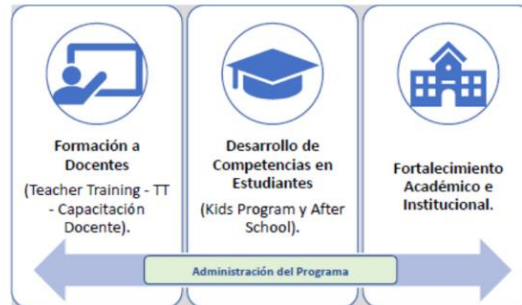 Formación a
Docentes
(Teacher Training - TT
- Capacitación
Docente).
Desarrollo de
Competencias en
Estudiantes
(Kids Program y After
School).
Fortalecimiento
Académico e
Institucional.
Administración del Programa